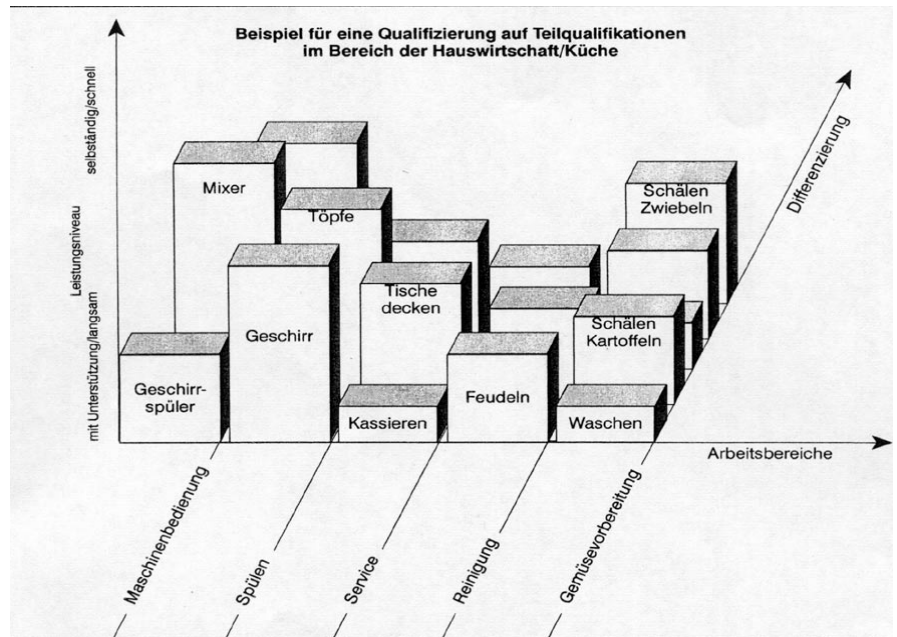 Beispiel für eine Qualifizierung auf Teilqualifikationen
im Bereich der Hauswirtschaft/Küche
selbständig/schnell
Leistungsniveau
mit Unterstützung/langsam
Differenzierung
Mixer
Töpfe
Schälen
Zwiebeln
Tische
decken
Geschirr
Schälen
Kartoffeln
Geschirr-
spüler
Kassieren
Feudeln
Waschen
Arbeitsbereiche
Maschinenbedienung
Spülen
Service
Reinigung
Gemüsevorbereitung